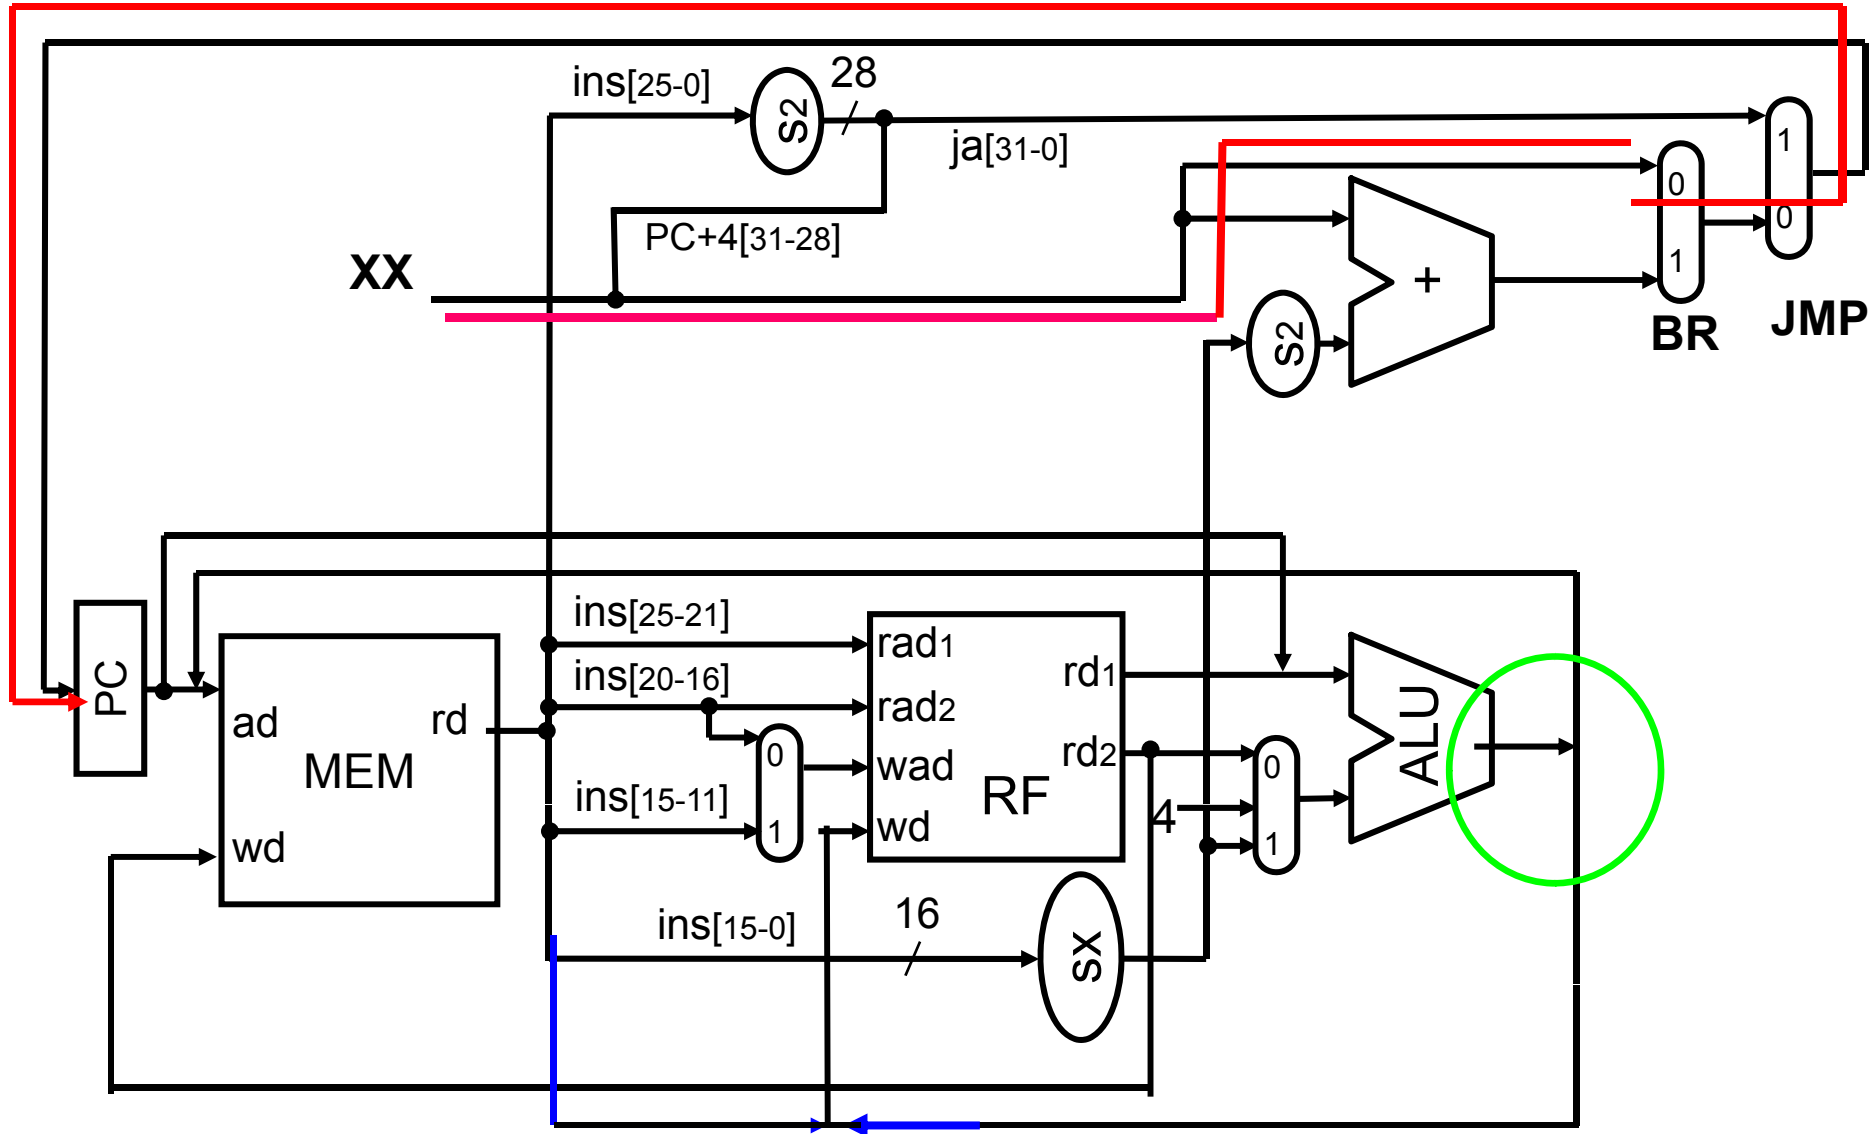 ins[25-0]
s2
28
ja[31-0]
PC+4[31-28]
XX
1
0
0
1
+
s2
BR
JMP
PC
ad
rd
MEM
wd
ins[25-21]
ins[20-16]
0
ins[15-11]
1
rad1
rad2
wad
wd
rd1
rd2
RF
4
0
1
ALU
ins[15-0]
16
sx